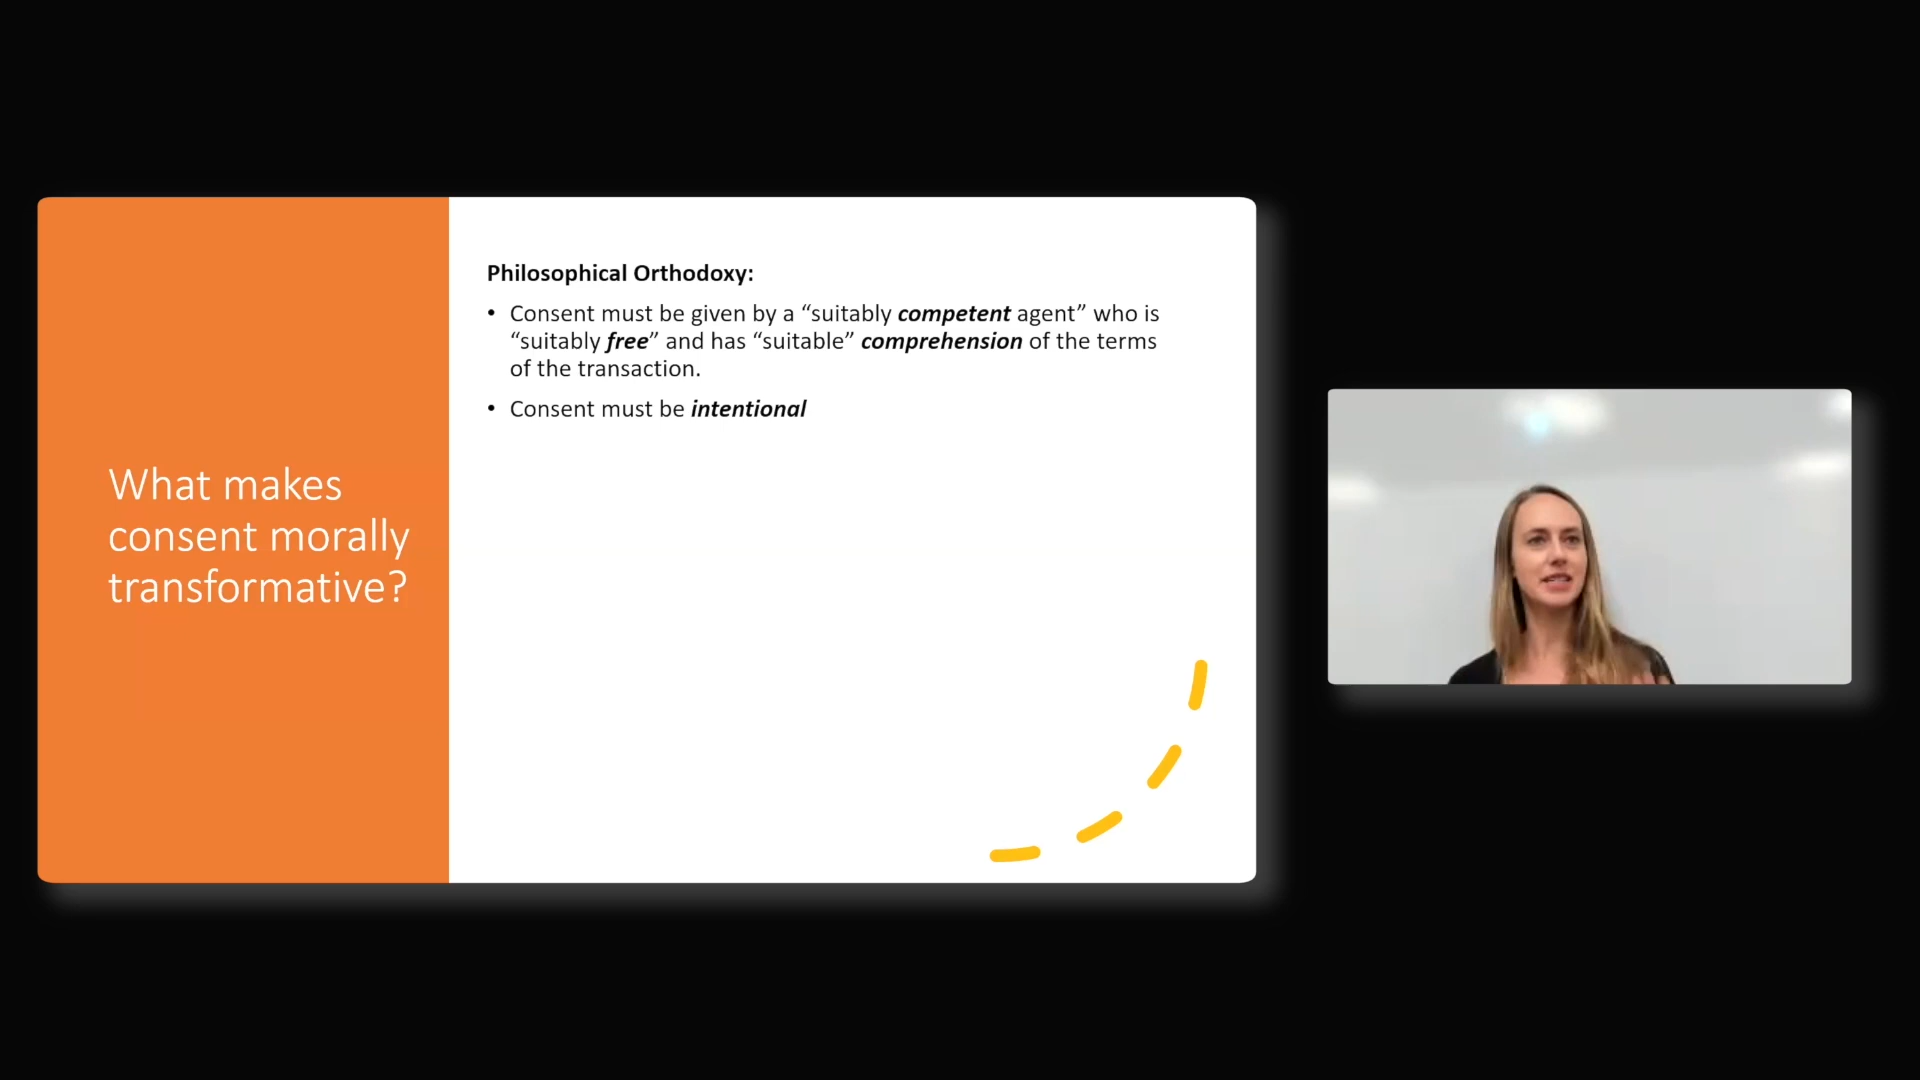 What makes
consent morally
transformative?
Philosophical Orthodoxy:
• Consent must be given by a “suitably competent agent” who is
“suitably free” and has “suitable” comprehension of the terms
of the transaction.
• Consent must be intentional